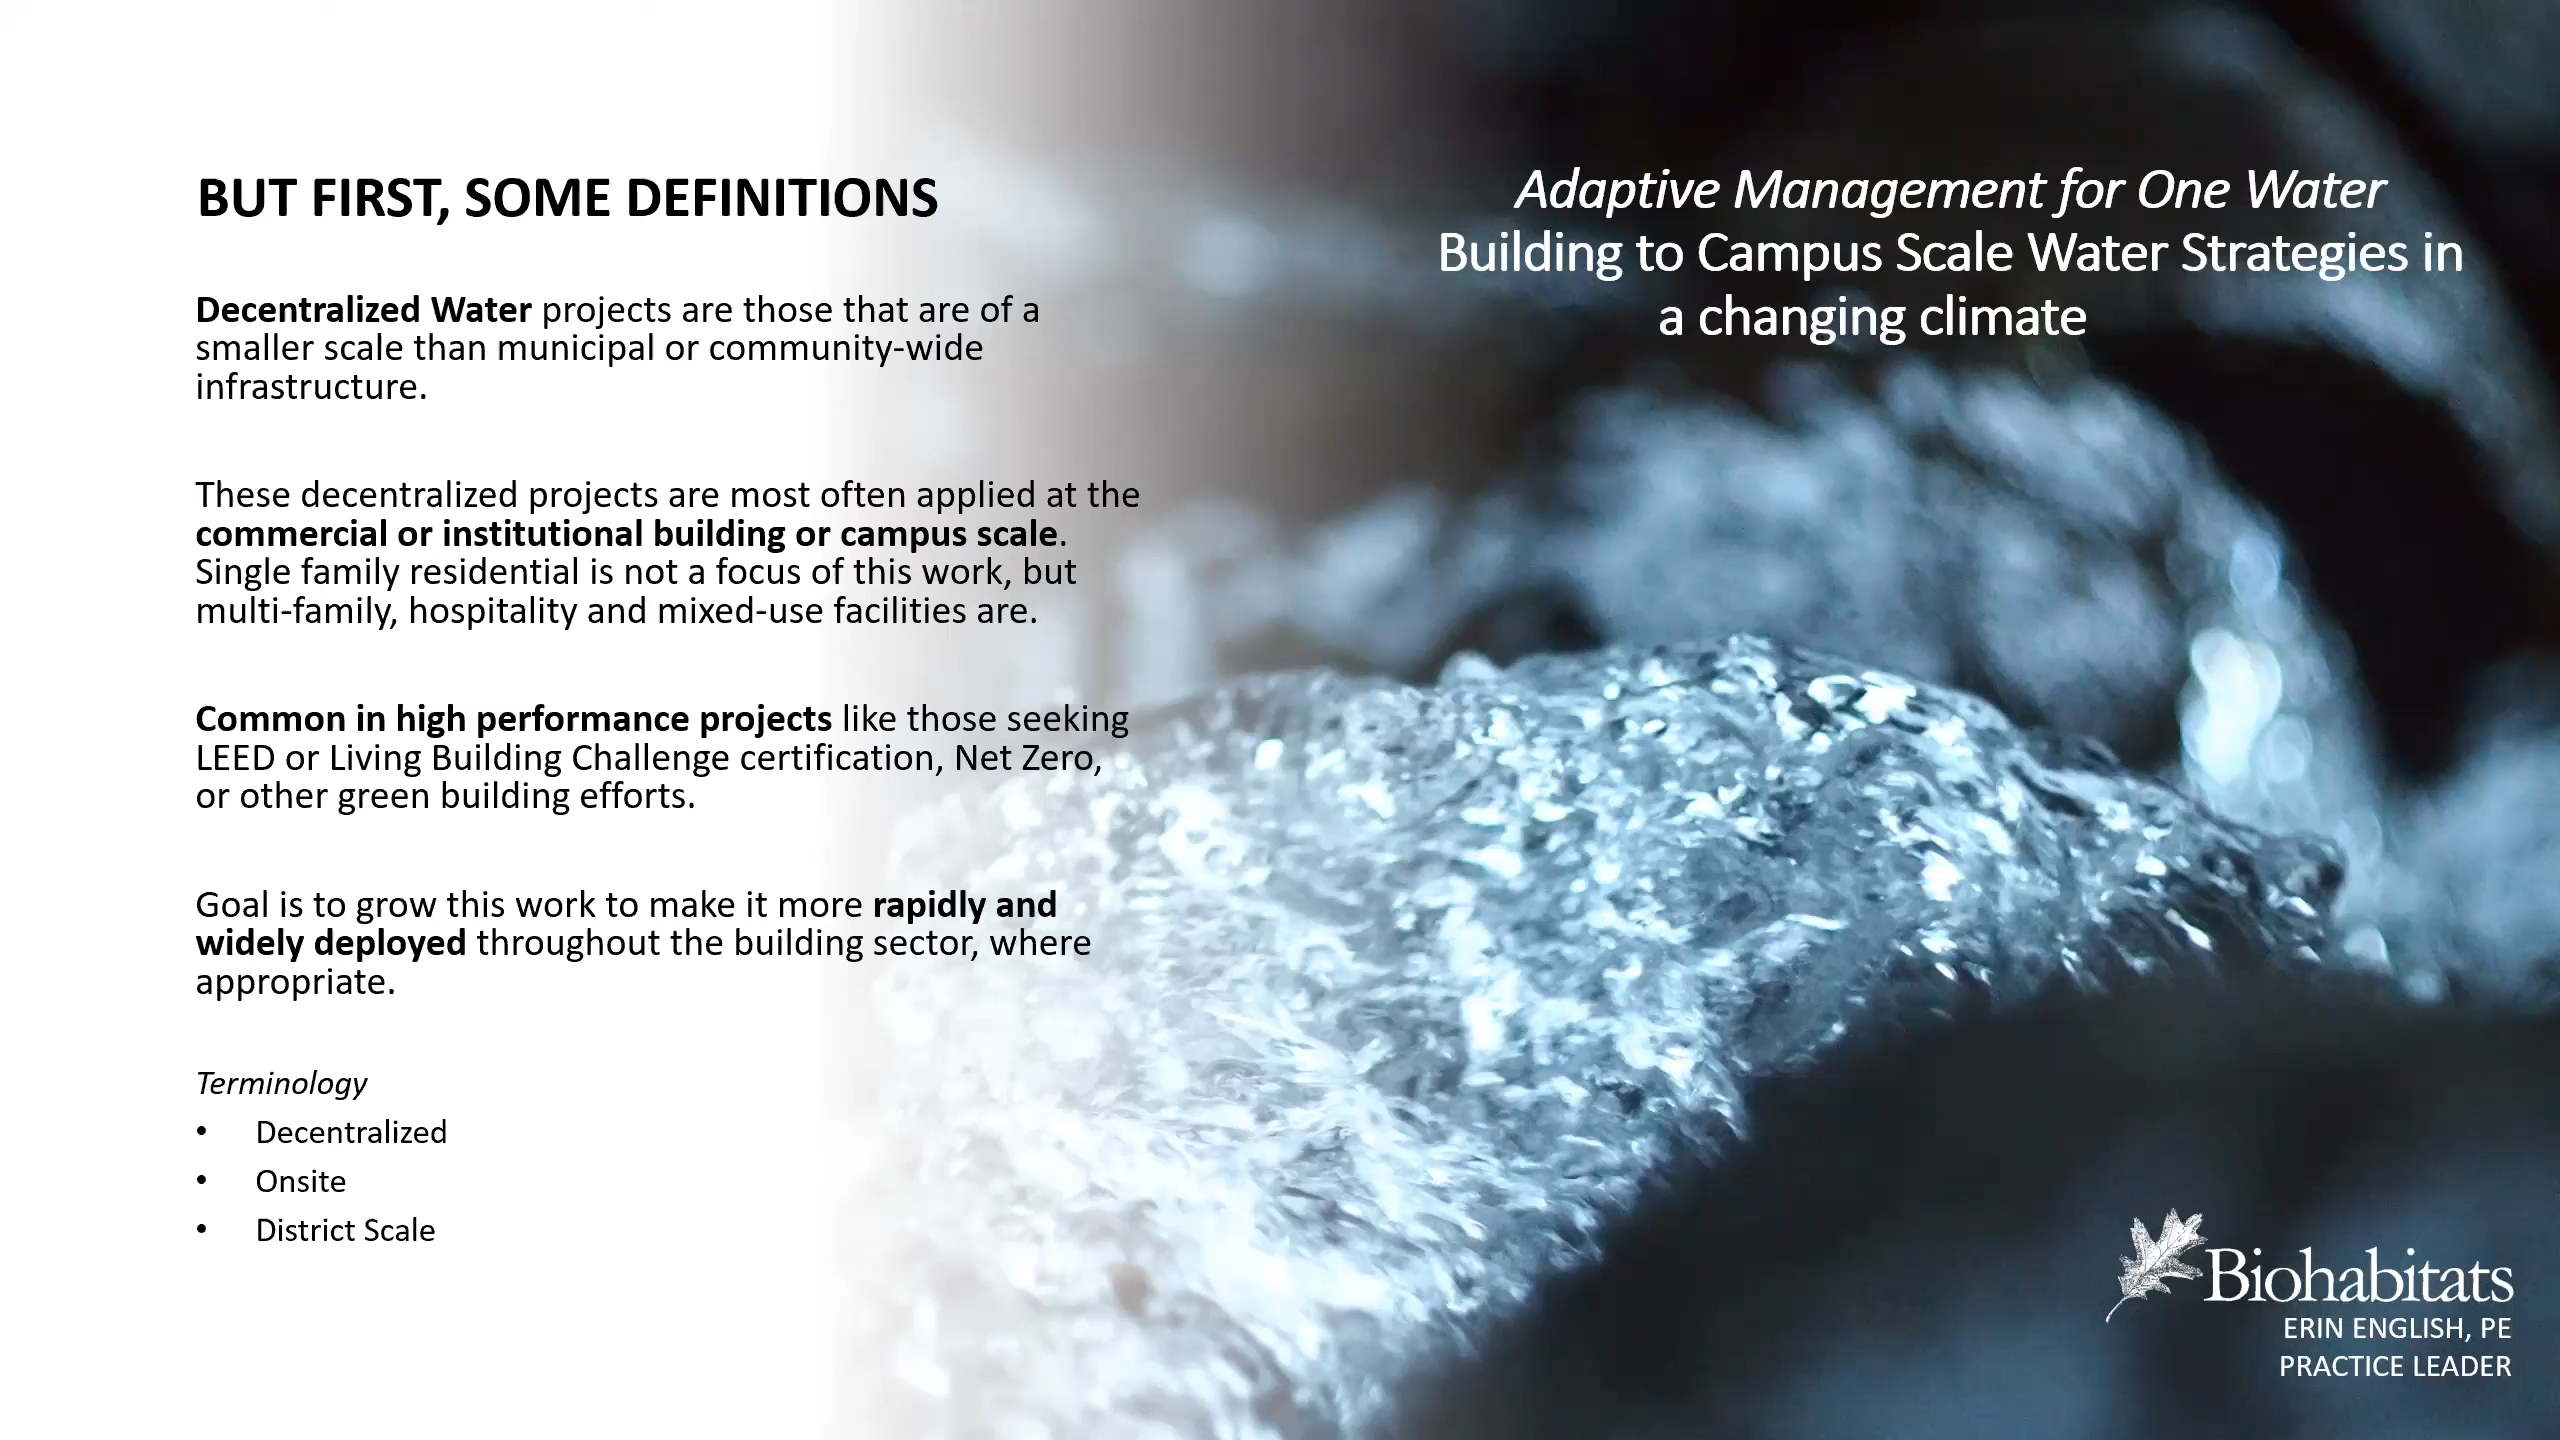 BUT FIRST, SOME DEFINITIONS
Decentralized Water projects are those that are of a
smaller scale than municipal or community-wide
infrastructure.
These decentralized projects are most often applied at the
commercial or institutional building or campus scale.
Single family residential is not a focus of this work, but
multi-family, hospitality and mixed-use facilities are.
Common in high performance projects like those seeking
LEED or Living Building Challenge certification, Net Zero,
or other green building efforts.
Goal is to grow this work to make it more rapidly and
widely deployed throughout the building sector, where
appropriate.
Terminology
• Decentralized
• Onsite
• District Scale
Adaptive Management for One Water
Building to Campus Scale Water Strategies in
a changing climate
Biohabitats
ERIN ENGLISH, PE
PRACTICE LEADER